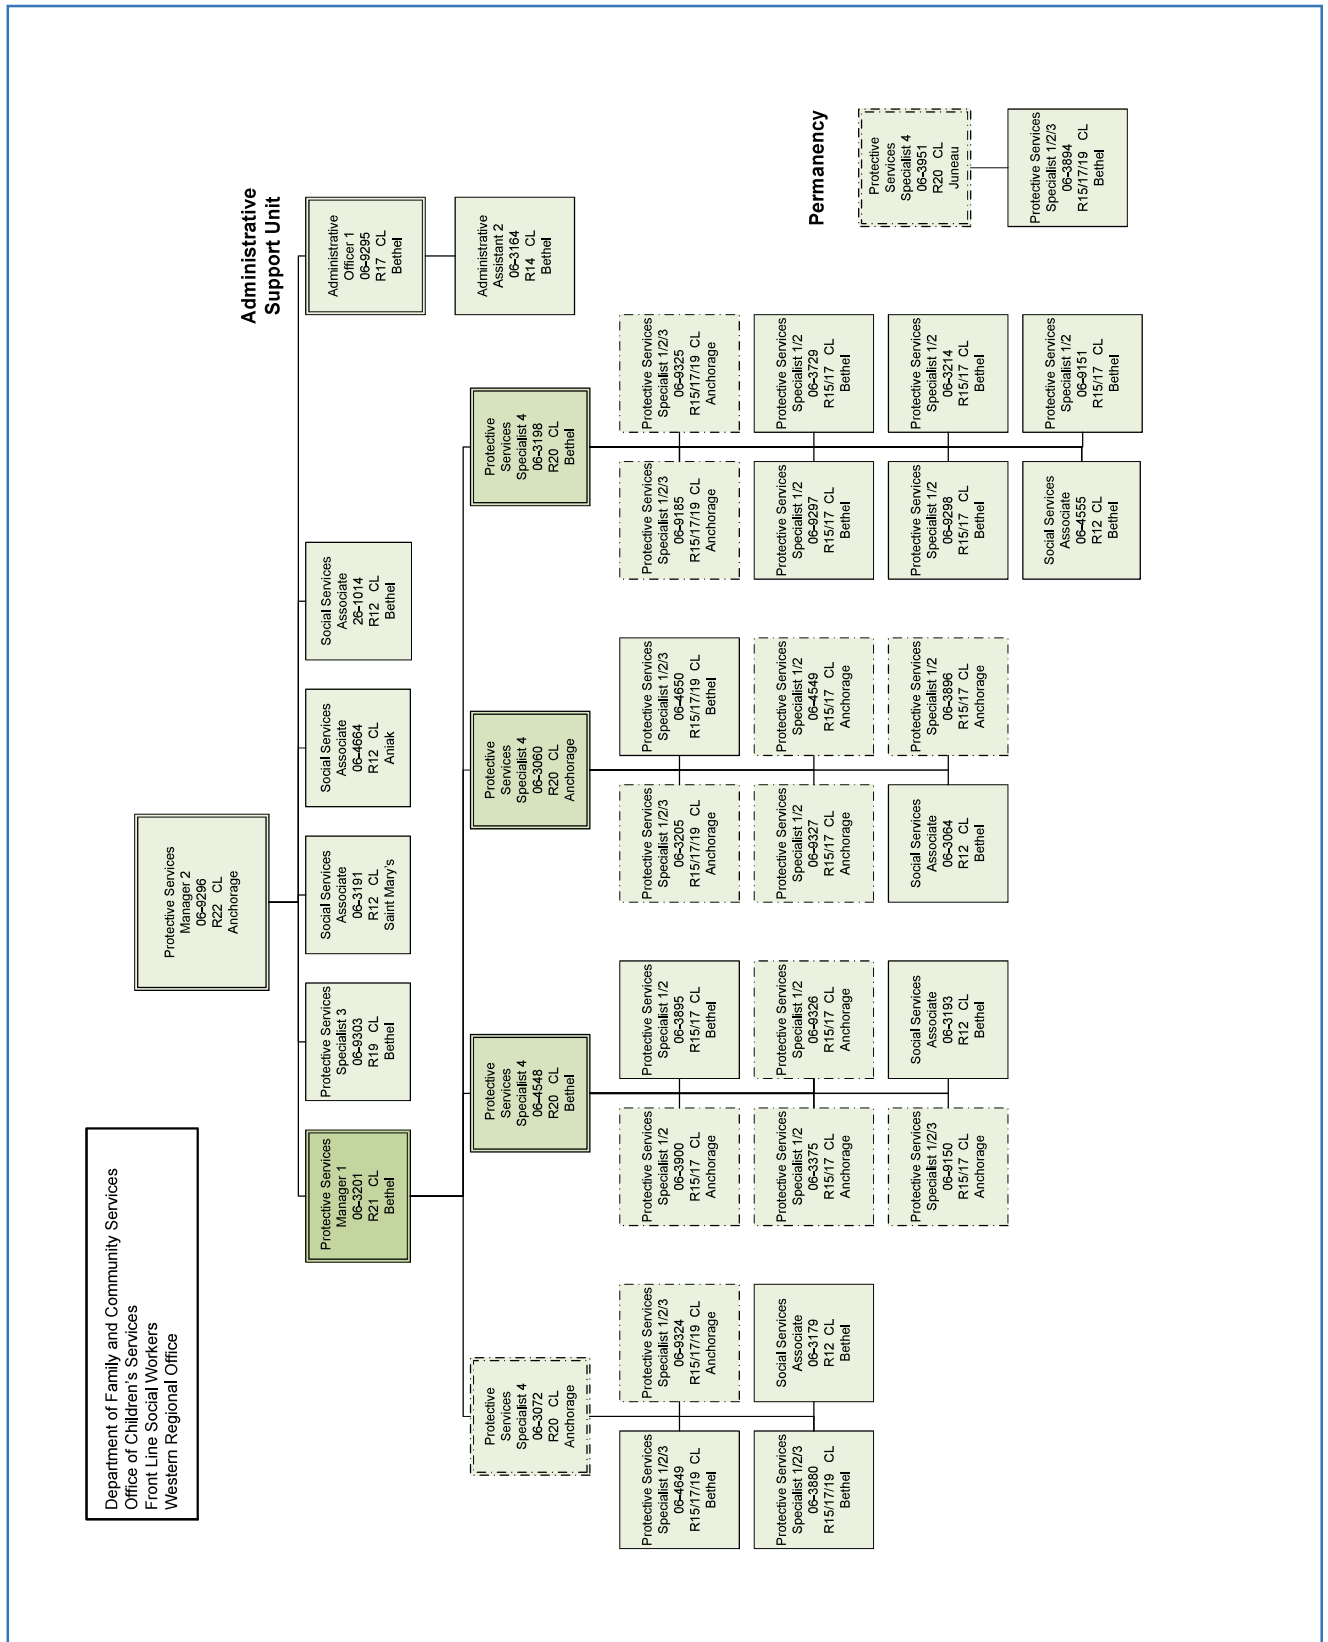 Department of Family and Community Services
Office of Children's Services
Front Line Social Workers
Western Regional Office
Protective Services
Manager 2
06-9296
R22 CL
Anchorage
Protective Services
Manager 1
06-3201
R21 CL
Bethel
Protective Services
Specialist 3
06-9303
R19 CL
Bethel
Social Services
Associate
06-3191
R12 CL
Saint Mary's
Social Services
Associate
06-4664
R12 CL
Aniak
Social Services
Associate
26-1014
R12 CL
Bethel
Administrative
Support Unit
Administrative
Officer 1
06-9295
R17 CL
Bethel
Administrative
Assistant 2
06-3164
R14 CL
Bethel
Protective
Services
Specialist 4
06-3072
R20 CL
Anchorage
Protective Services
Specialist 1/2/3
06-4649
R15/17/19 CL
Bethel
Protective Services
Specialist 1/2/3
06-9324
R15/17/19 CL
Anchorage
Protective Services
Specialist 1/2/3
06-3880
R15/17/19 CL
Bethel
Social Services
Associate
06-3179
R12 CL
Bethel
Protective
Services
Specialist 4
06-4548
R20 CL
Bethel
Protective Services
Specialist 1/2
06-3900
R15/17 CL
Anchorage
Protective Services
Specialist 1/2
06-3895
R15/17 CL
Bethel
Protective Services
Specialist 1/2
06-3375
R15/17 CL
Anchorage
Protective Services
Specialist 1/2
06-9326
R15/17 CL
Anchorage
Protective Services
Specialist 1/2/3
06-9150
R15/17 CL
Anchorage
Social Services
Associate
06-3193
R12 CL
Bethel
Protective
Services
Specialist 4
06-3060
R20 CL
Anchorage
Protective Services
Specialist 1/2/3
06-3205
R15/17/19 CL
Anchorage
Protective Services
Specialist 1/2/3
06-4650
R15/17/19 CL
Bethel
Protective Services
Specialist 1/2
06-9327
R15/17 CL
Anchorage
Protective Services
Specialist 1/2
06-4549
R15/17 CL
Anchorage
Social Services
Associate
06-3064
R12 CL
Bethel
Protective Services
Specialist 1/2
06-3896
R15/17 CL
Anchorage
Protective
Services
Specialist 4
06-3198
R20 CL
Bethel
Protective Services
Specialist 1/2/3
06-9185
R15/17/19 CL
Anchorage
Protective Services
Specialist 1/2/3
06-9325
R15/17/19 CL
Anchorage
Protective Services
Specialist 1/2
06-9297
R15/17 CL
Bethel
Protective Services
Specialist 1/2
06-3729
R15/17 CL
Bethel
Protective Services
Specialist 1/2
06-9298
R15/17 CL
Bethel
Protective Services
Specialist 1/2
06-3214
R15/17 CL
Bethel
Social Services
Associate
06-4555
R12 CL
Bethel
Protective Services
Specialist 1/2
06-9151
R15/17 CL
Bethel
Permanency
Protective
Services
Specialist 4
06-3951
R20 CL
Juneau
Protective Services
Specialist 1/2/3
06-3894
R15/17/19 CL
Bethel